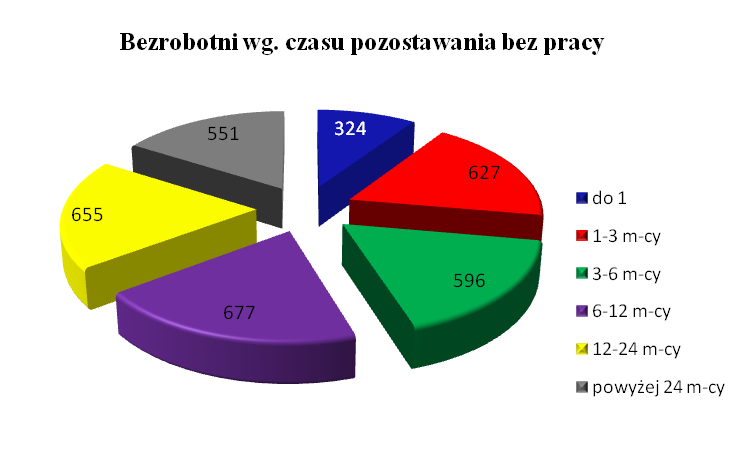 Bezrobotni wg. czasu pozostawania bez pracy
551
324
627
655
596
677
do 1
1-3 m-cy
3-6 m-cy
6-12 m-cy
12-24 m-cy
powyżej 24 m-cy